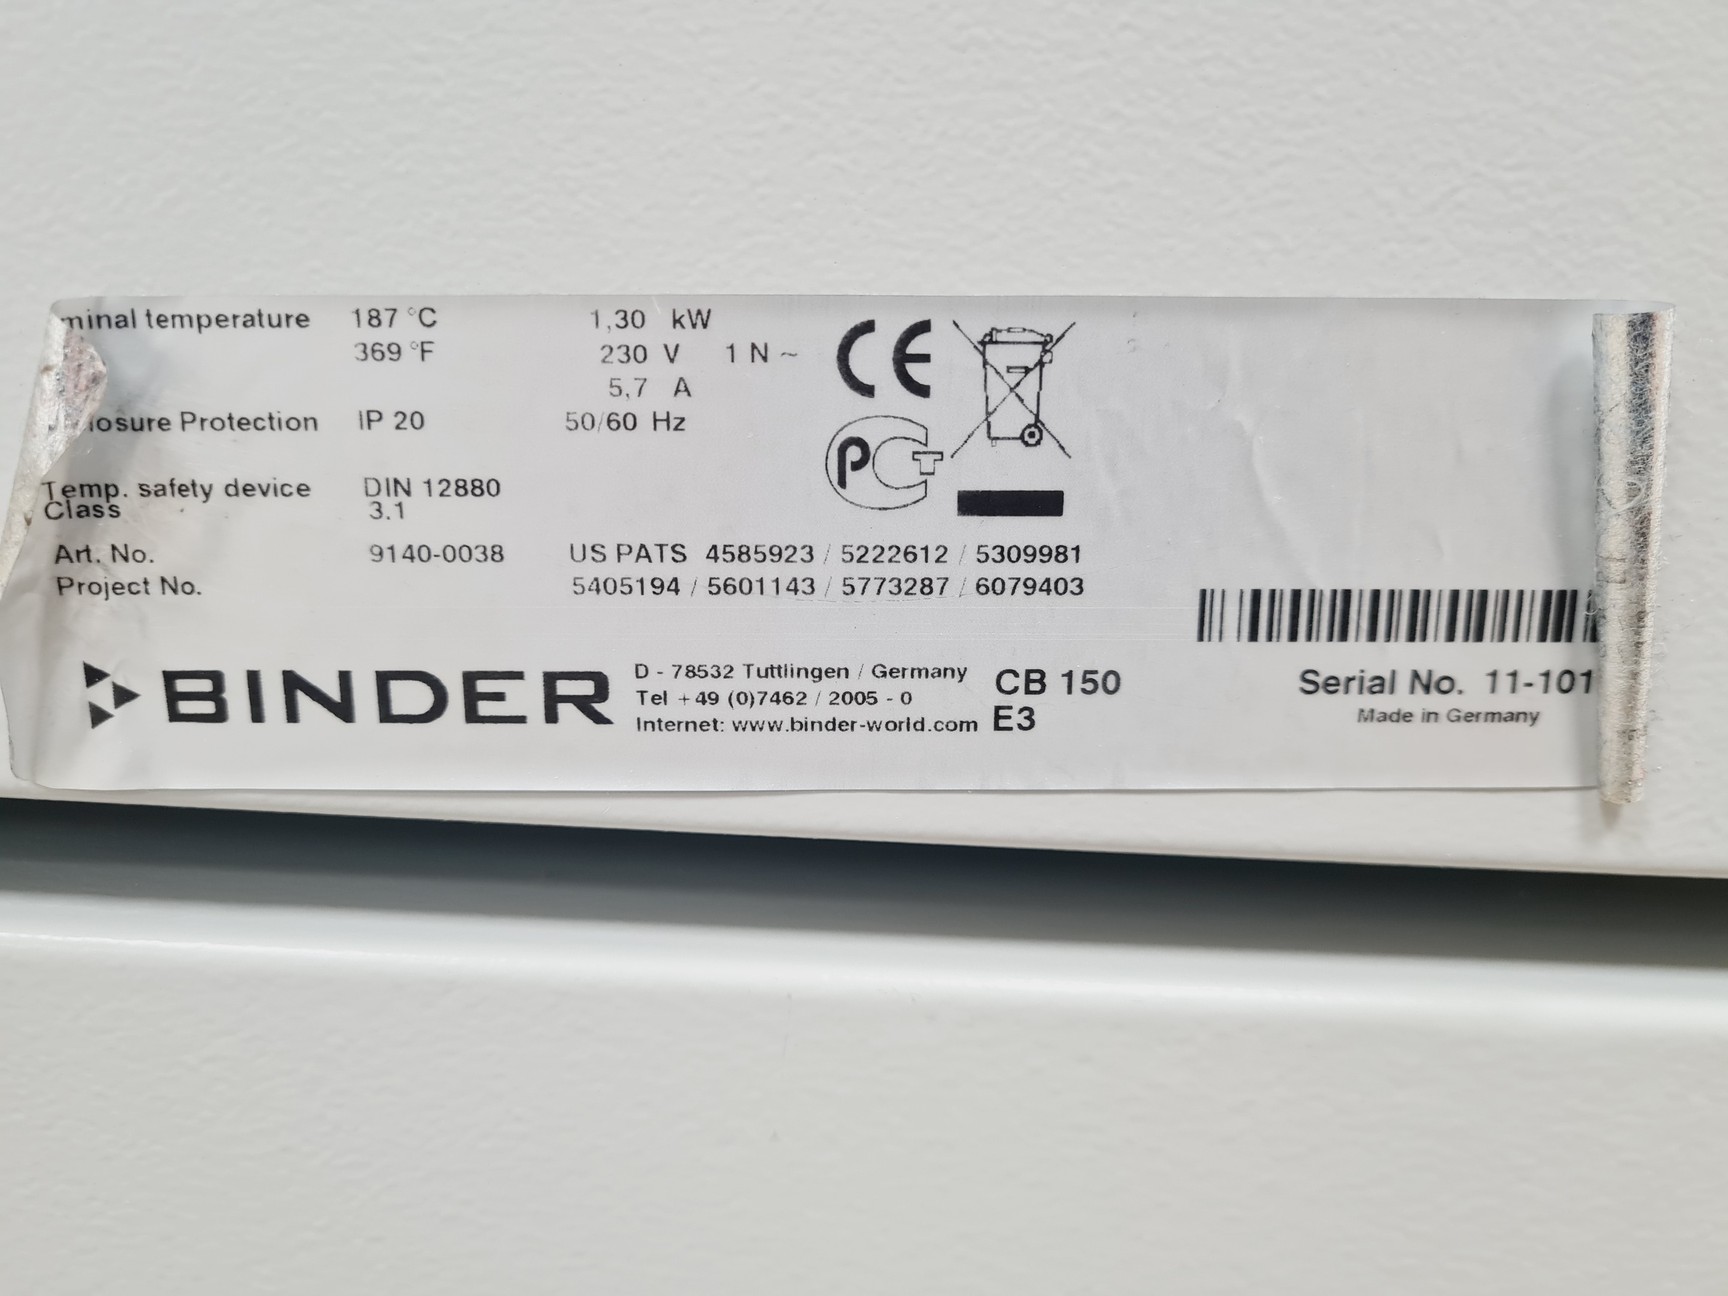 minal temperature 187 °C 1,30 kW
369 °F 230 V 1 N ~
5,7 A
losure Protection IP 20 50/60 Hz
CE
PCT
Temp. safety device DIN 12880
Class 3.1
Art. No. 9140-0038 US PATS 4585923 / 5222612 / 5309981
Project No. 5405194 / 5601143 / 5773287 / 6079403
BINDER
D - 78532 Tuttlingen / Germany
Tel +49 (0)7462 / 2005 - 0
Internet: www.binder-world.com
CB 150
E3
Serial No. 11-101
Made in Germany